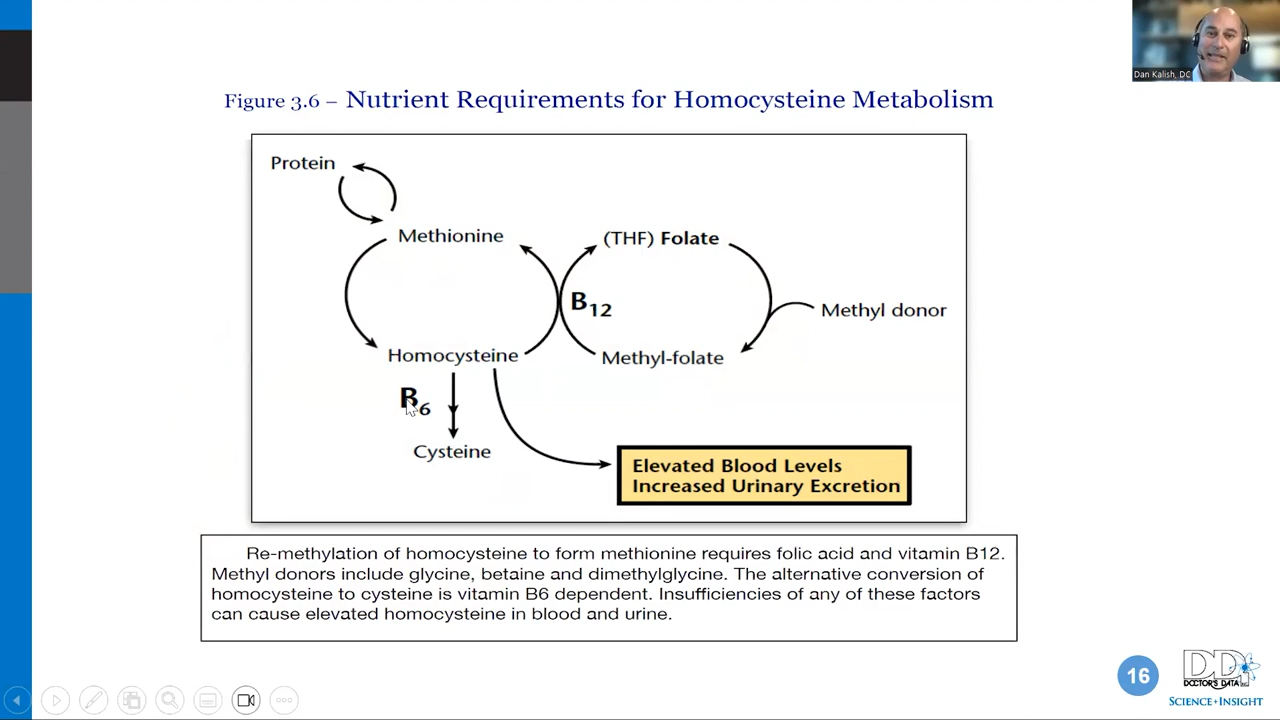 Dan Kalish, DC
Figure 3.6 – Nutrient Requirements for Homocysteine Metabolism
Protein
Methionine
(THF) Folate
B12
Methyl donor
Homocysteine
Methyl-folate
B6
Cysteine
Elevated Blood Levels
Increased Urinary Excretion
Re-methylation of homocysteine to form methionine requires folic acid and vitamin B12.
Methyl donors include glycine, betaine and dimethylglycine. The alternative conversion of
homocysteine to cysteine is vitamin B6 dependent. Insufficiencies of any of these factors
can cause elevated homocysteine in blood and urine.
16
DDI
DOCTOR'S DATA INC.
SCIENCE + INSIGHT